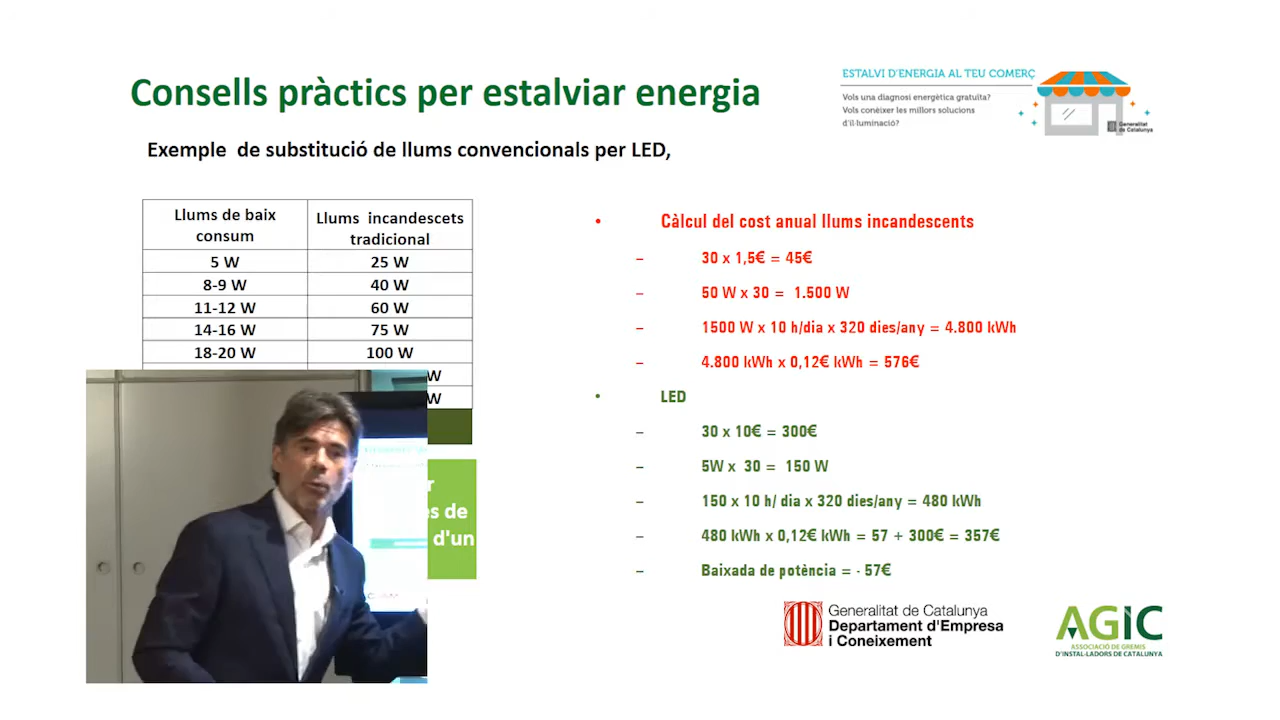 Consells pràctics per estalviar energia
ESTALVI D'ENERGIA AL TEU COMERÇ
Vols una diagnosi energètica gratuïta?
Vols conèixer les millors solucions
d'il·luminació?
Generalitat
de Catalunya
Exemple de substitució de llums convencionals per LED,
Llums de baix
consum
Llums incandescets
tradicional
5 W
25 W
8-9 W
40 W
11-12 W
60 W
14-16 W
75 W
18-20 W
100 W
W
W
r
es de
d'un
• Càlcul del cost anual llums incandescents
– 30 x 1,5€ = 45€
– 50 W x 30 = 1.500 W
– 1500 W x 10 h/dia x 320 dies/any = 4.800 kWh
– 4.800 kWh x 0,12€ kWh = 576€
• LED
– 30 x 10€ = 300€
– 5W x 30 = 150 W
– 150 x 10 h/ dia x 320 dies/any = 480 kWh
– 480 kWh x 0,12€ kWh = 57 + 300€ = 357€
– Baixada de potència = - 57€
Generalitat de Catalunya
Departament d'Empresa
i Coneixement
AGIC
ASSOCIACIÓ DE GREMIS
D'INSTAL·LADORS DE CATALUNYA